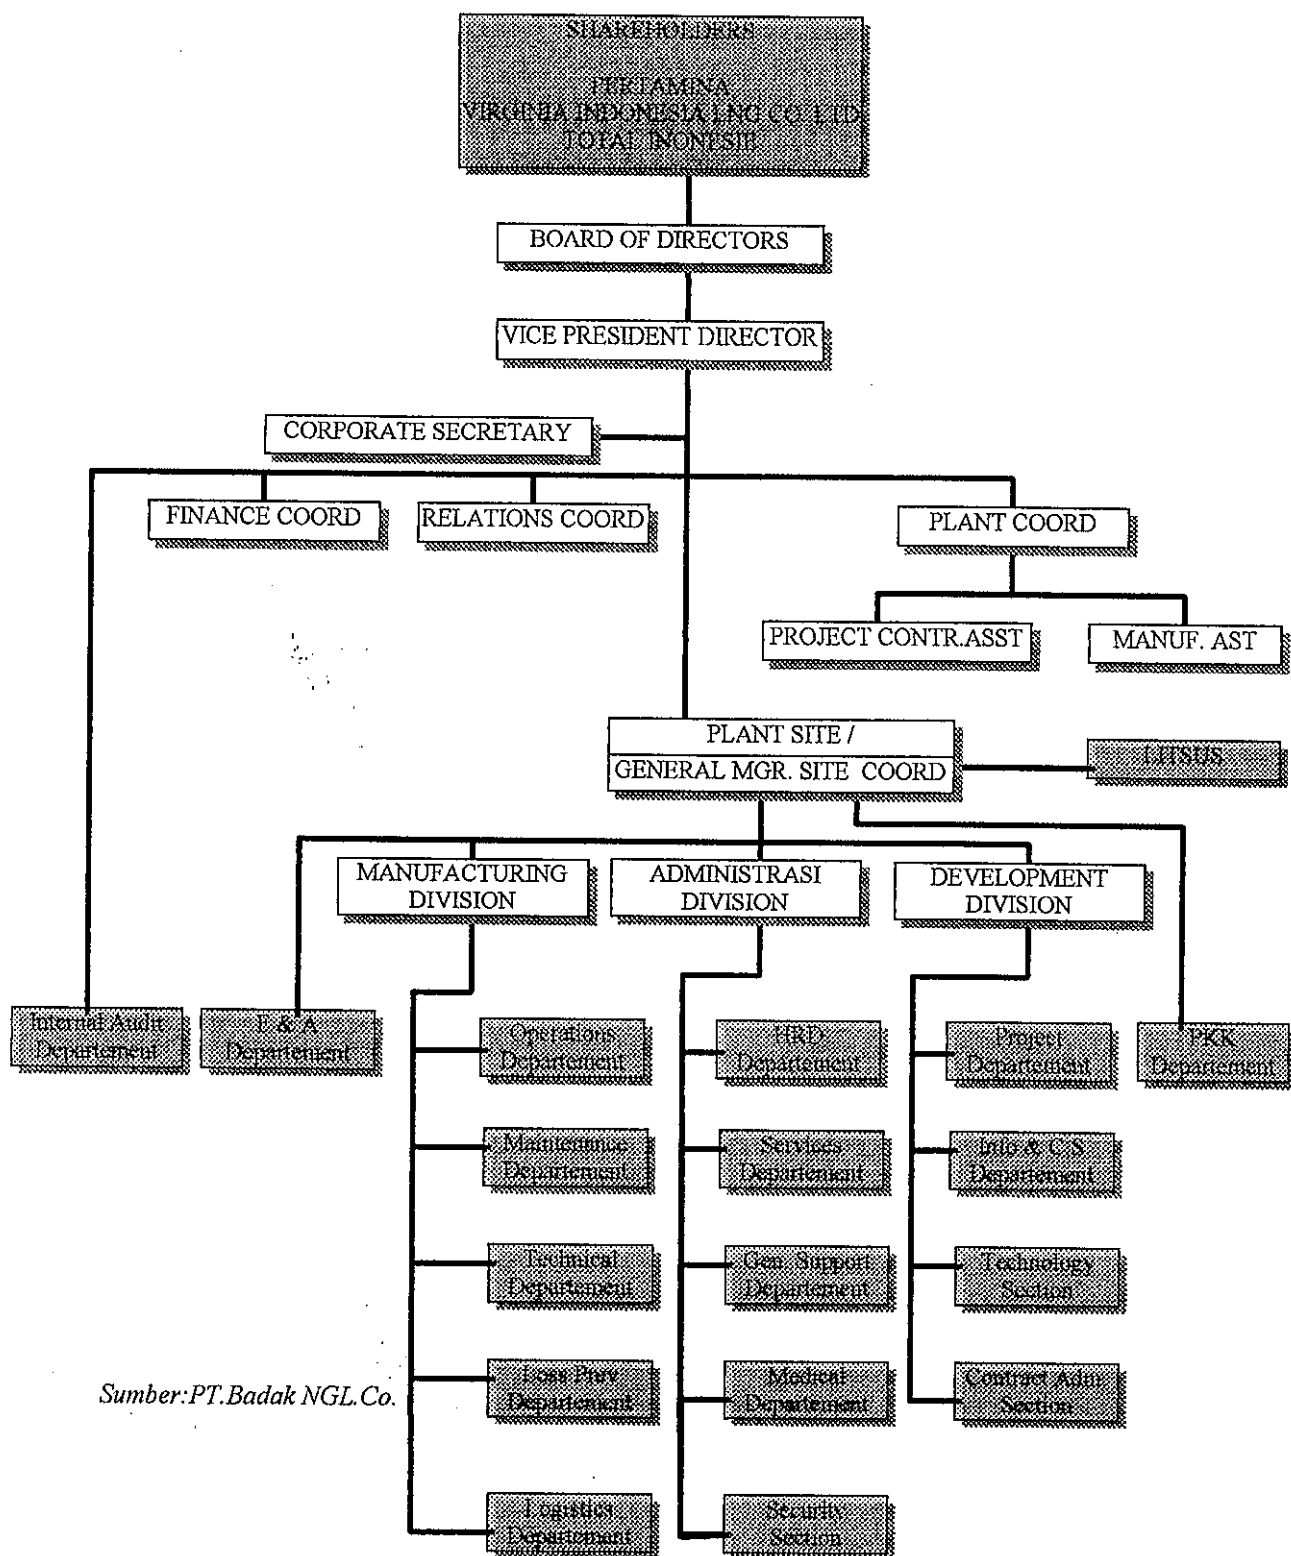 SHAREHOLDERS
PERTAMINA
VIRGINIA INDONESIA LNG CO. LTD
TOTAL INONESIE
BOARD OF DIRECTORS
VICE PRESIDENT DIRECTOR
CORPORATE SECRETARY
FINANCE COORD
RELATIONS COORD
PLANT COORD
PROJECT CONTR.ASST
MANUF. AST
PLANT SITE /
GENERAL MGR. SITE COORD
LITSUS
MANUFACTURING
DIVISION
ADMINISTRASI
DIVISION
DEVELOPMENT
DIVISION
Internal Audit
Departement
F & A
Departement
Operations
Departement
HRD
Departement
Project
Departement
PKK
Departement
Maintenance
Departement
Services
Departement
Info & C.S
Departement
Technical
Departement
Gen. Support
Departement
Technology
Section
Loss Prev
Departement
Medical
Departement
Contract Adm.
Section
Sumber:PT.Badak NGL.Co.
Logistics
Departement
Security
Section